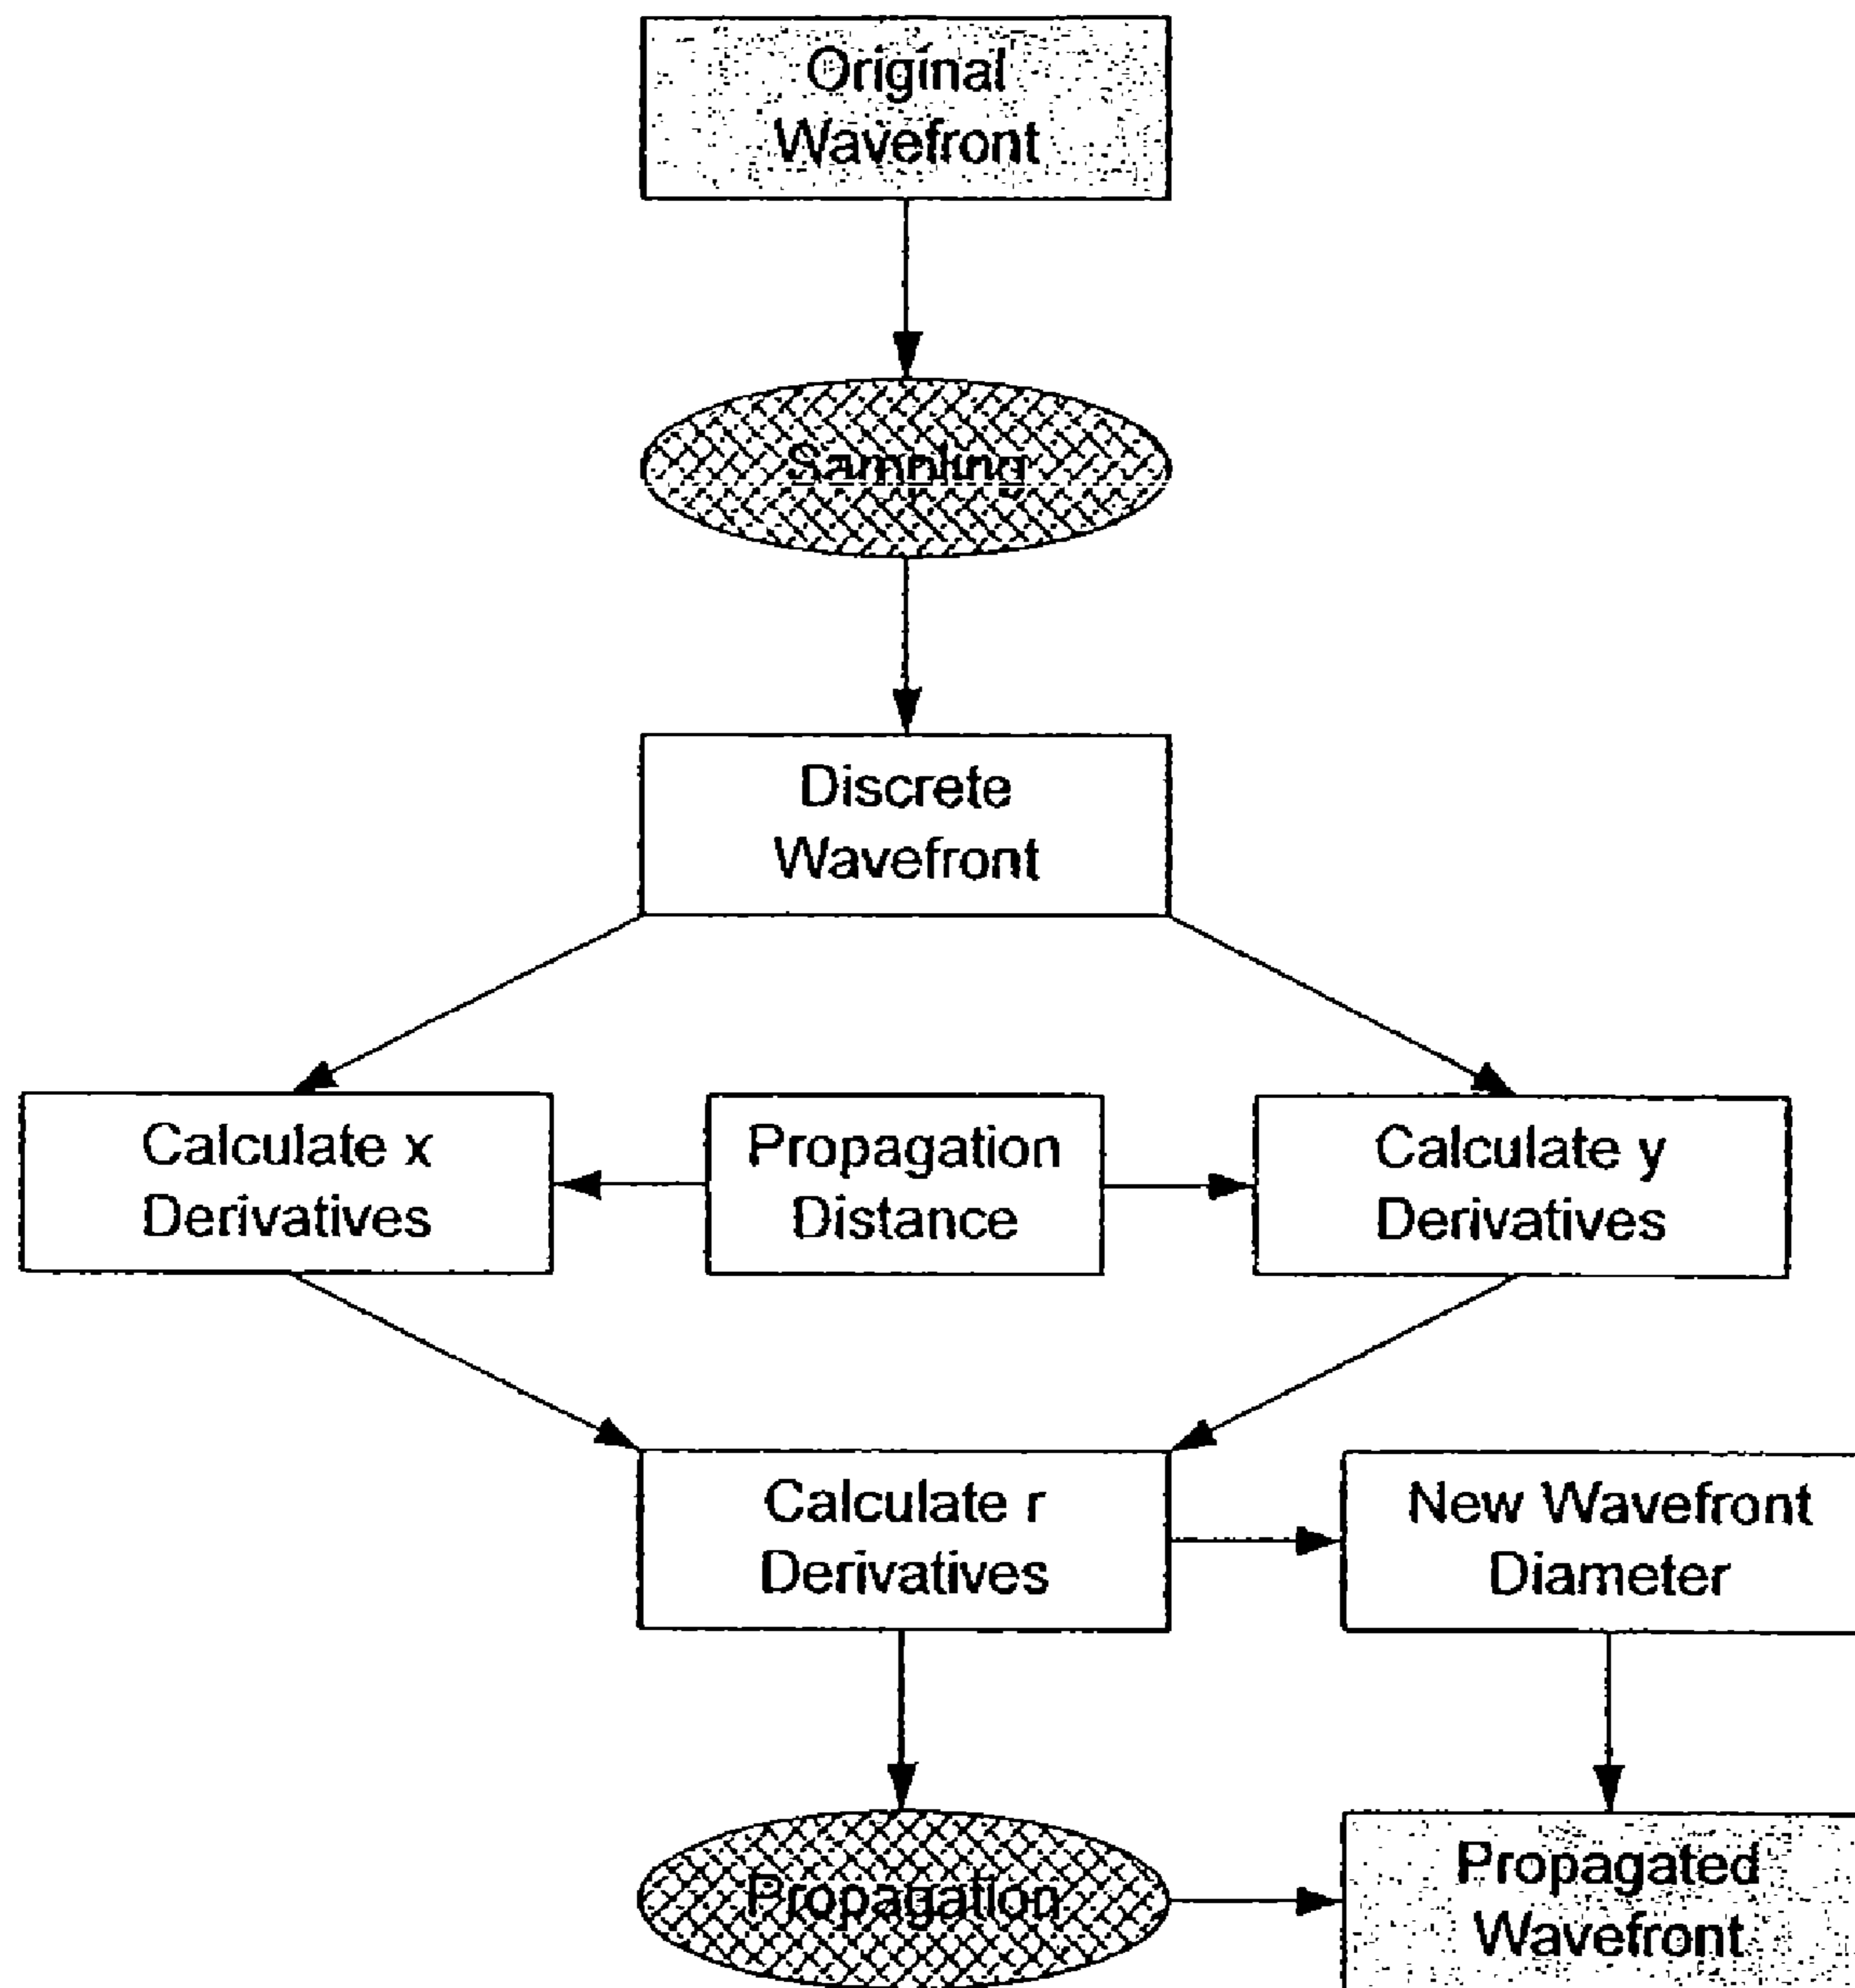 Original
Wavefront
Sampling
Discrete
Wavefront
Calculate x
Derivatives
Propagation
Distance
Calculate y
Derivatives
Calculate r
Derivatives
New Wavefront
Diameter
Propagation
Propagated
Wavefront